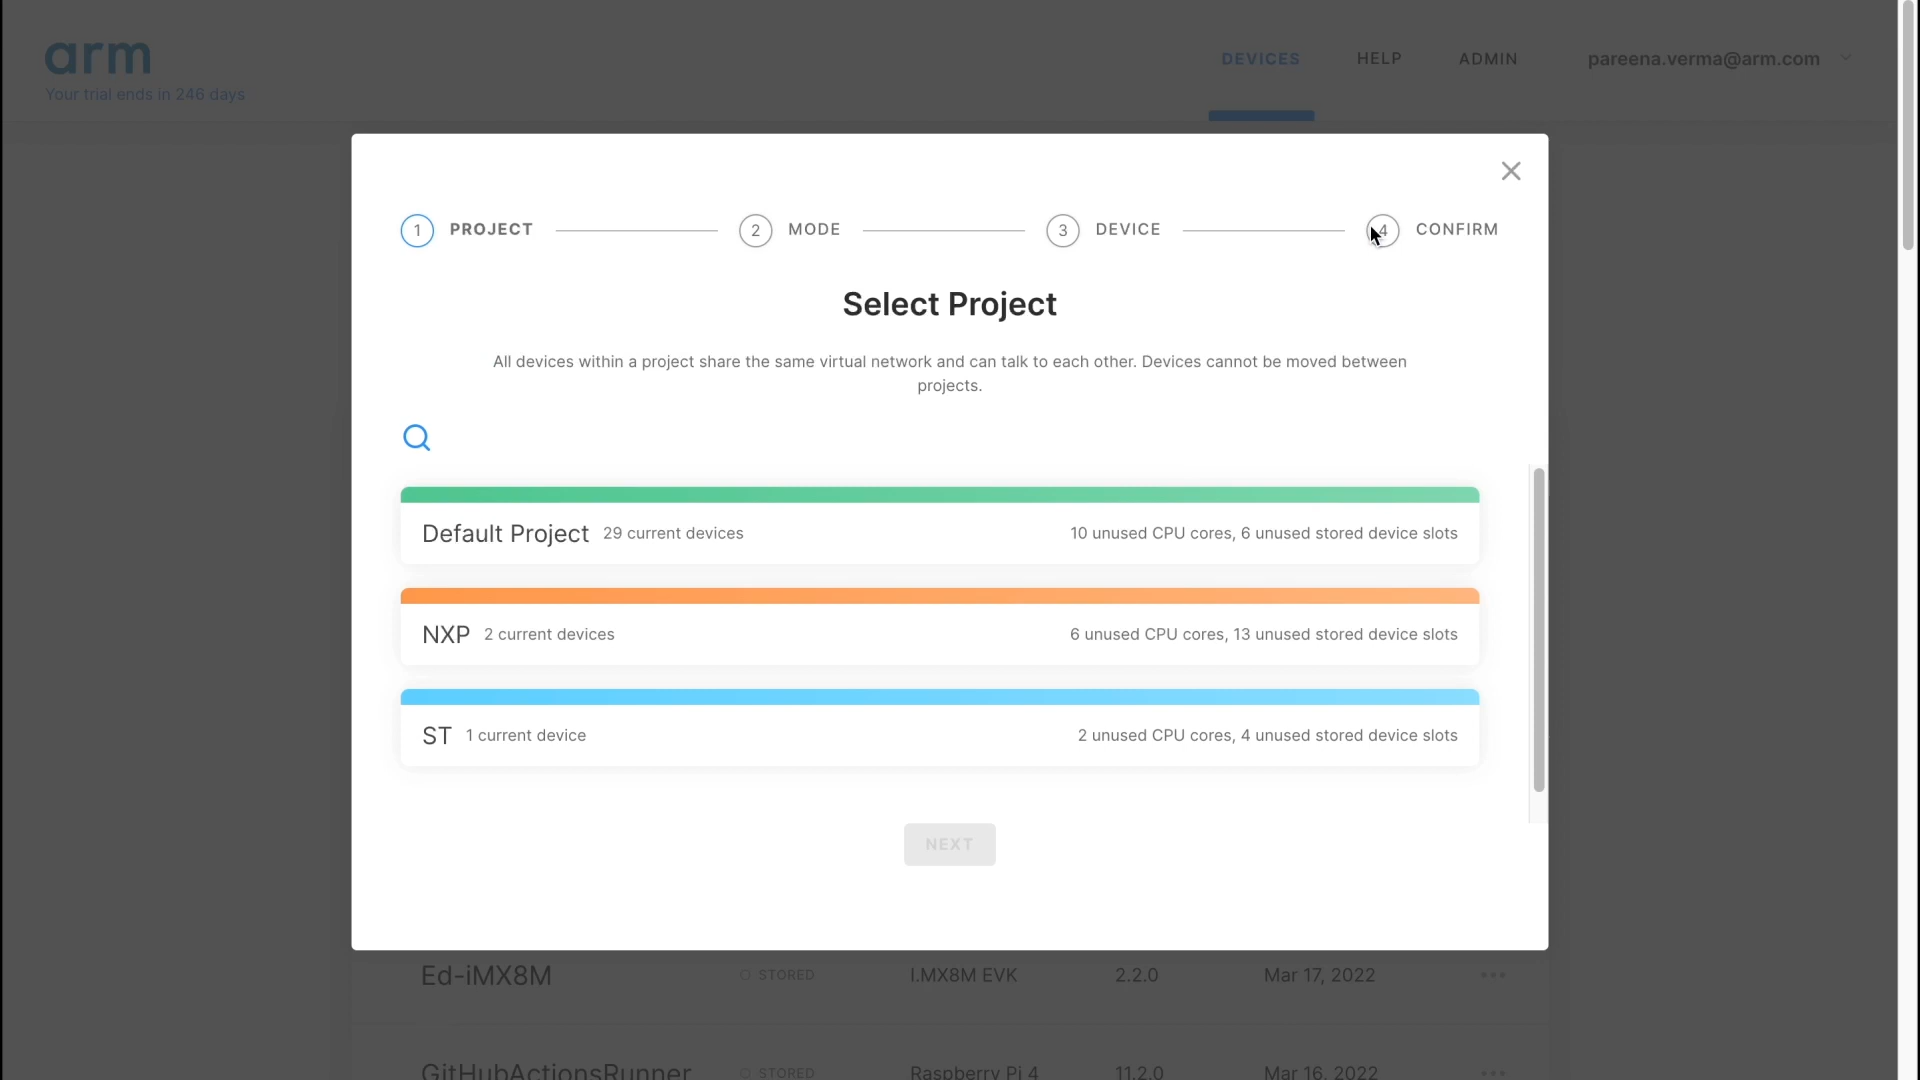 arm
Your trial ends in 246 days
DEVICES
HELP
ADMIN
pareena.verma@arm.com
1 PROJECT
2 MODE
3 DEVICE
4 CONFIRM
Select Project
All devices within a project share the same virtual network and can talk to each other. Devices cannot be moved between
projects.
Default Project 29 current devices 10 unused CPU cores, 6 unused stored device slots
NXP 2 current devices 6 unused CPU cores, 13 unused stored device slots
ST 1 current device 2 unused CPU cores, 4 unused stored device slots
NEXT
Ed-iMX8M STORED I.MX8M EVK 2.2.0 Mar 17, 2022
GitHubActionsRunner STORED Raspberry Pi 4 11.2.0 Mar 16, 2022